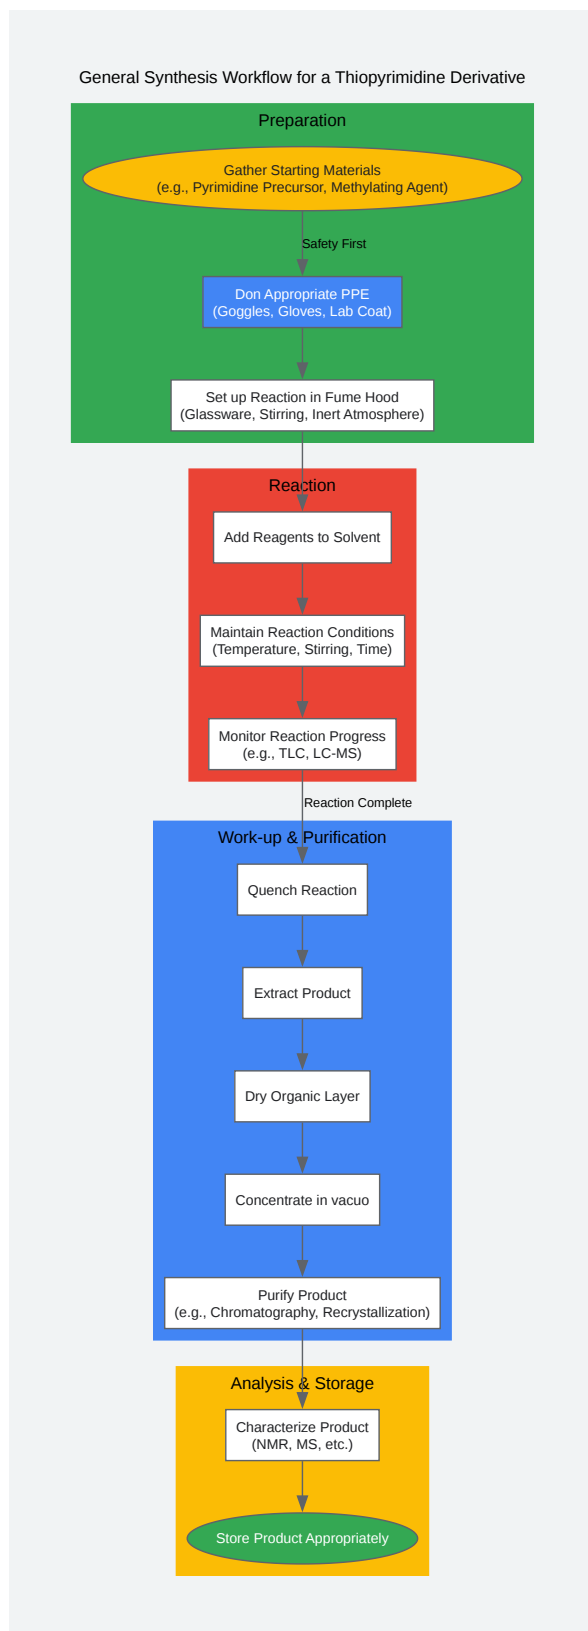 General Synthesis Workflow for a Thiopyrimidine Derivative
Preparation
Gather Starting Materials
(e.g., Pyrimidine Precursor, Methylating Agent)
Safety First
Don Appropriate PPE
(Goggles, Gloves, Lab Coat)
Set up Reaction in Fume Hood
(Glassware, Stirring, Inert Atmosphere)
Reaction
Add Reagents to Solvent
Maintain Reaction Conditions
(Temperature, Stirring, Time)
Monitor Reaction Progress
(e.g., TLC, LC-MS)
Reaction Complete
Work-up & Purification
Quench Reaction
Extract Product
Dry Organic Layer
Concentrate in vacuo
Purify Product
(e.g., Chromatography, Recrystallization)
Analysis & Storage
Characterize Product
(NMR, MS, etc.)
Store Product Appropriately